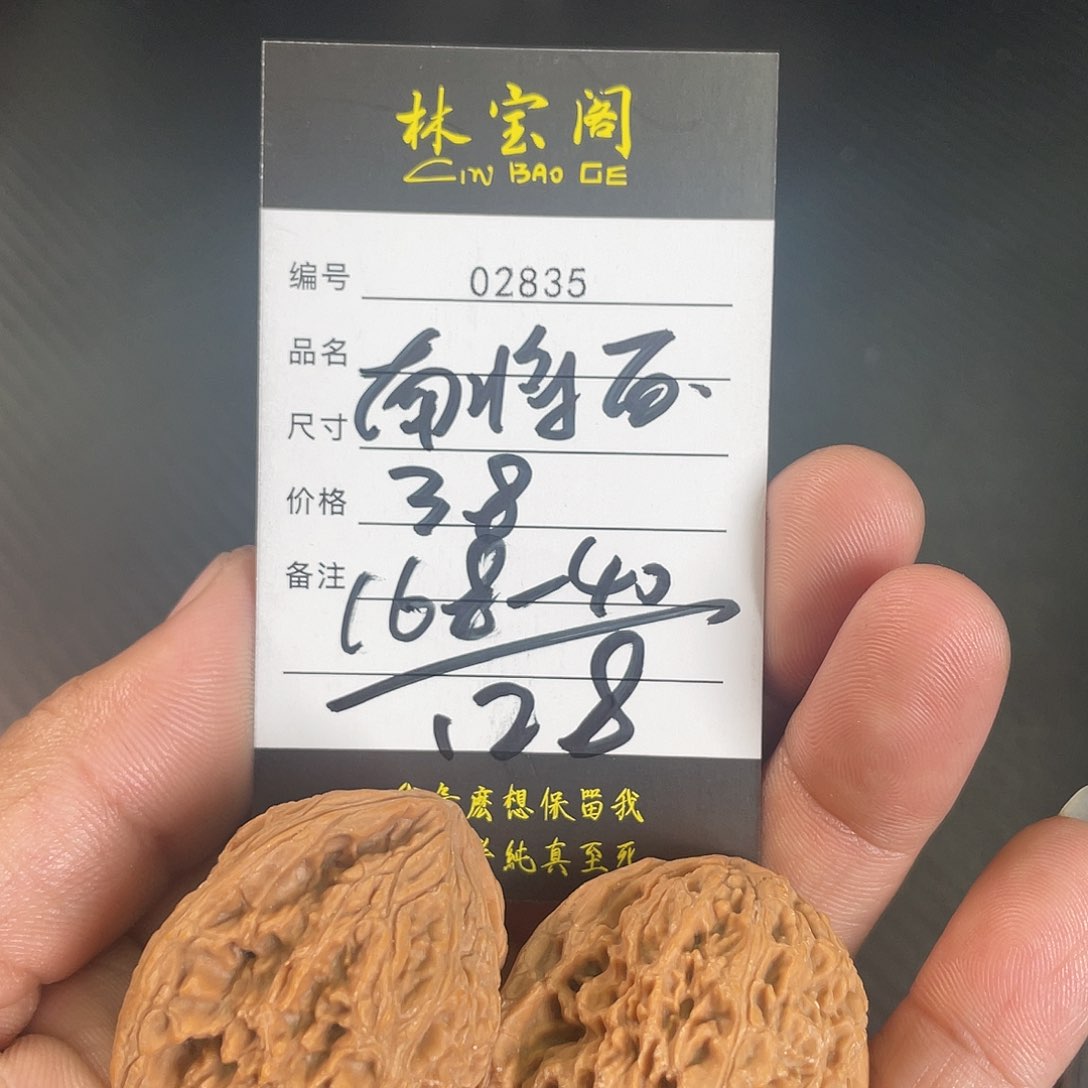 林宝阁
LIN BAO GE
编号 02835
品名
尺寸 南将石
价格 38
备注 168-40
128
么想保留我
纯真至死